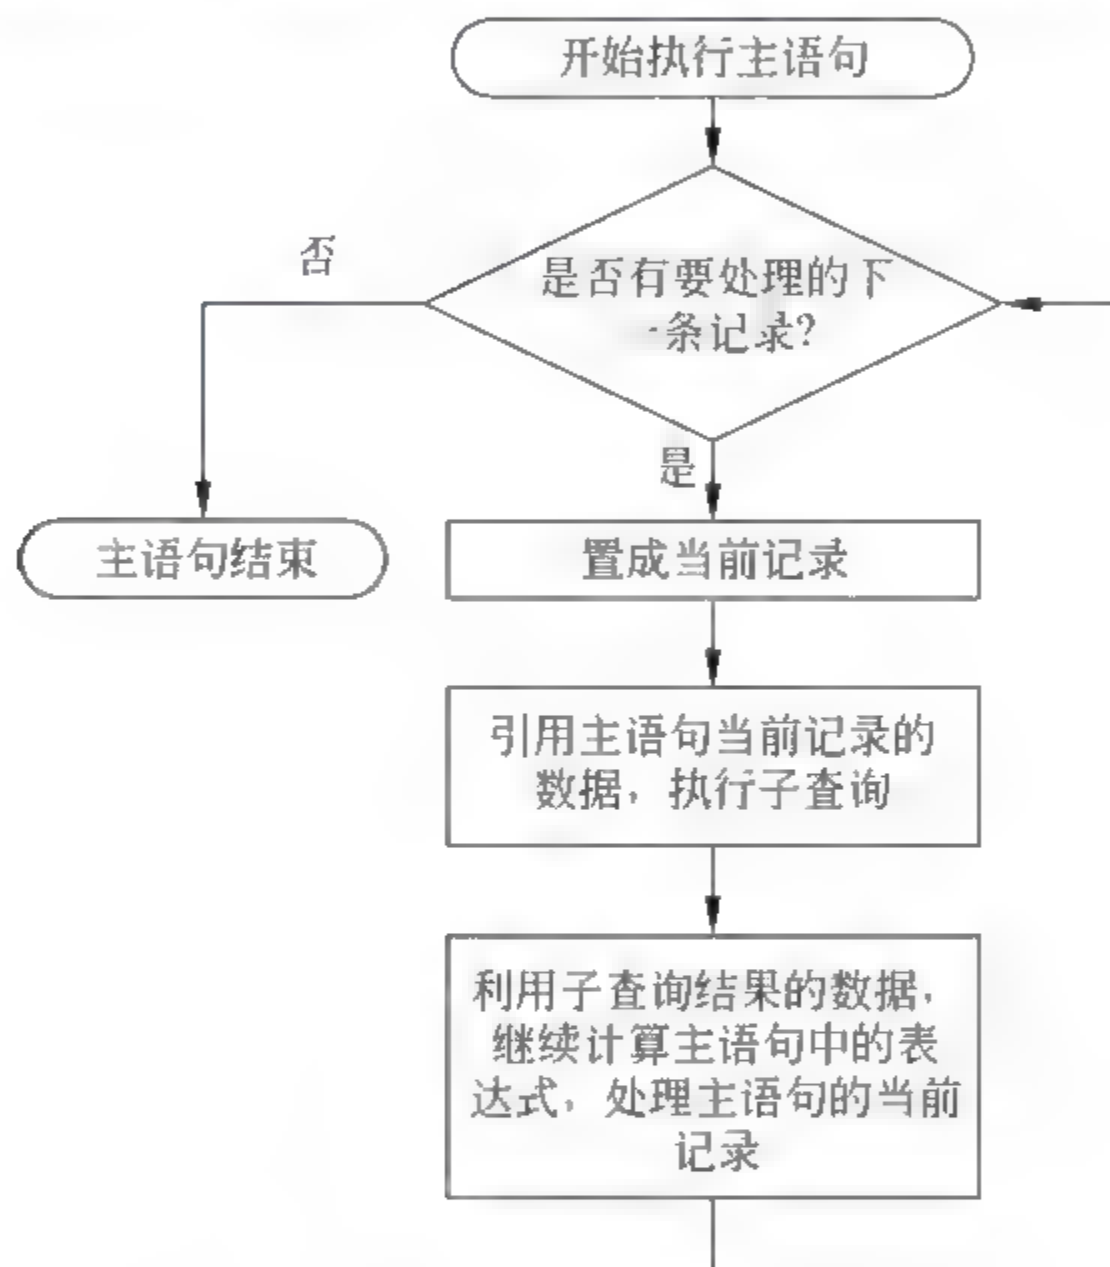 开始执行主语句
否
是否有要处理的下
一条记录?
是
主语句结束
置成当前记录
引用主语句当前记录的
数据，执行子查询
利用子查询结果的数据，
继续计算主语句中的表
达式，处理主语句的当前
记录